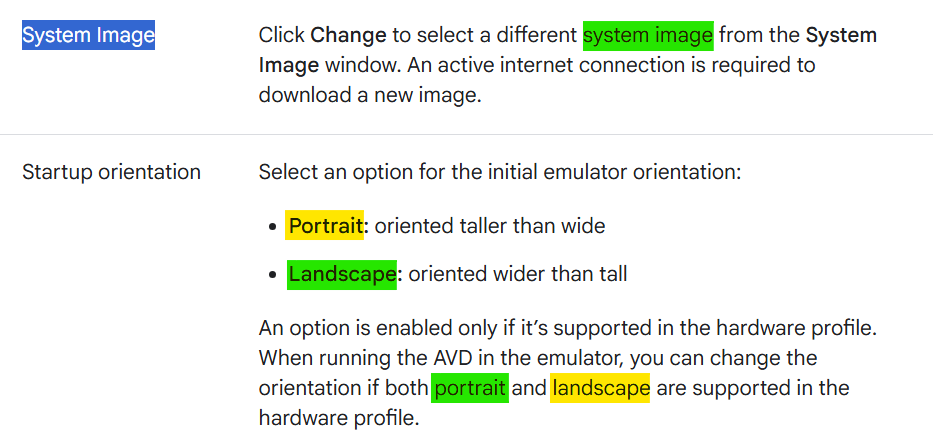 System Image
Click Change to select a different system image from the System
Image window. An active internet connection is required to
download a new image.
Startup orientation
Select an option for the initial emulator orientation:
• Portrait: oriented taller than wide
• Landscape: oriented wider than tall
An option is enabled only if it’s supported in the hardware profile.
When running the AVD in the emulator, you can change the
orientation if both portrait and landscape are supported in the
hardware profile.